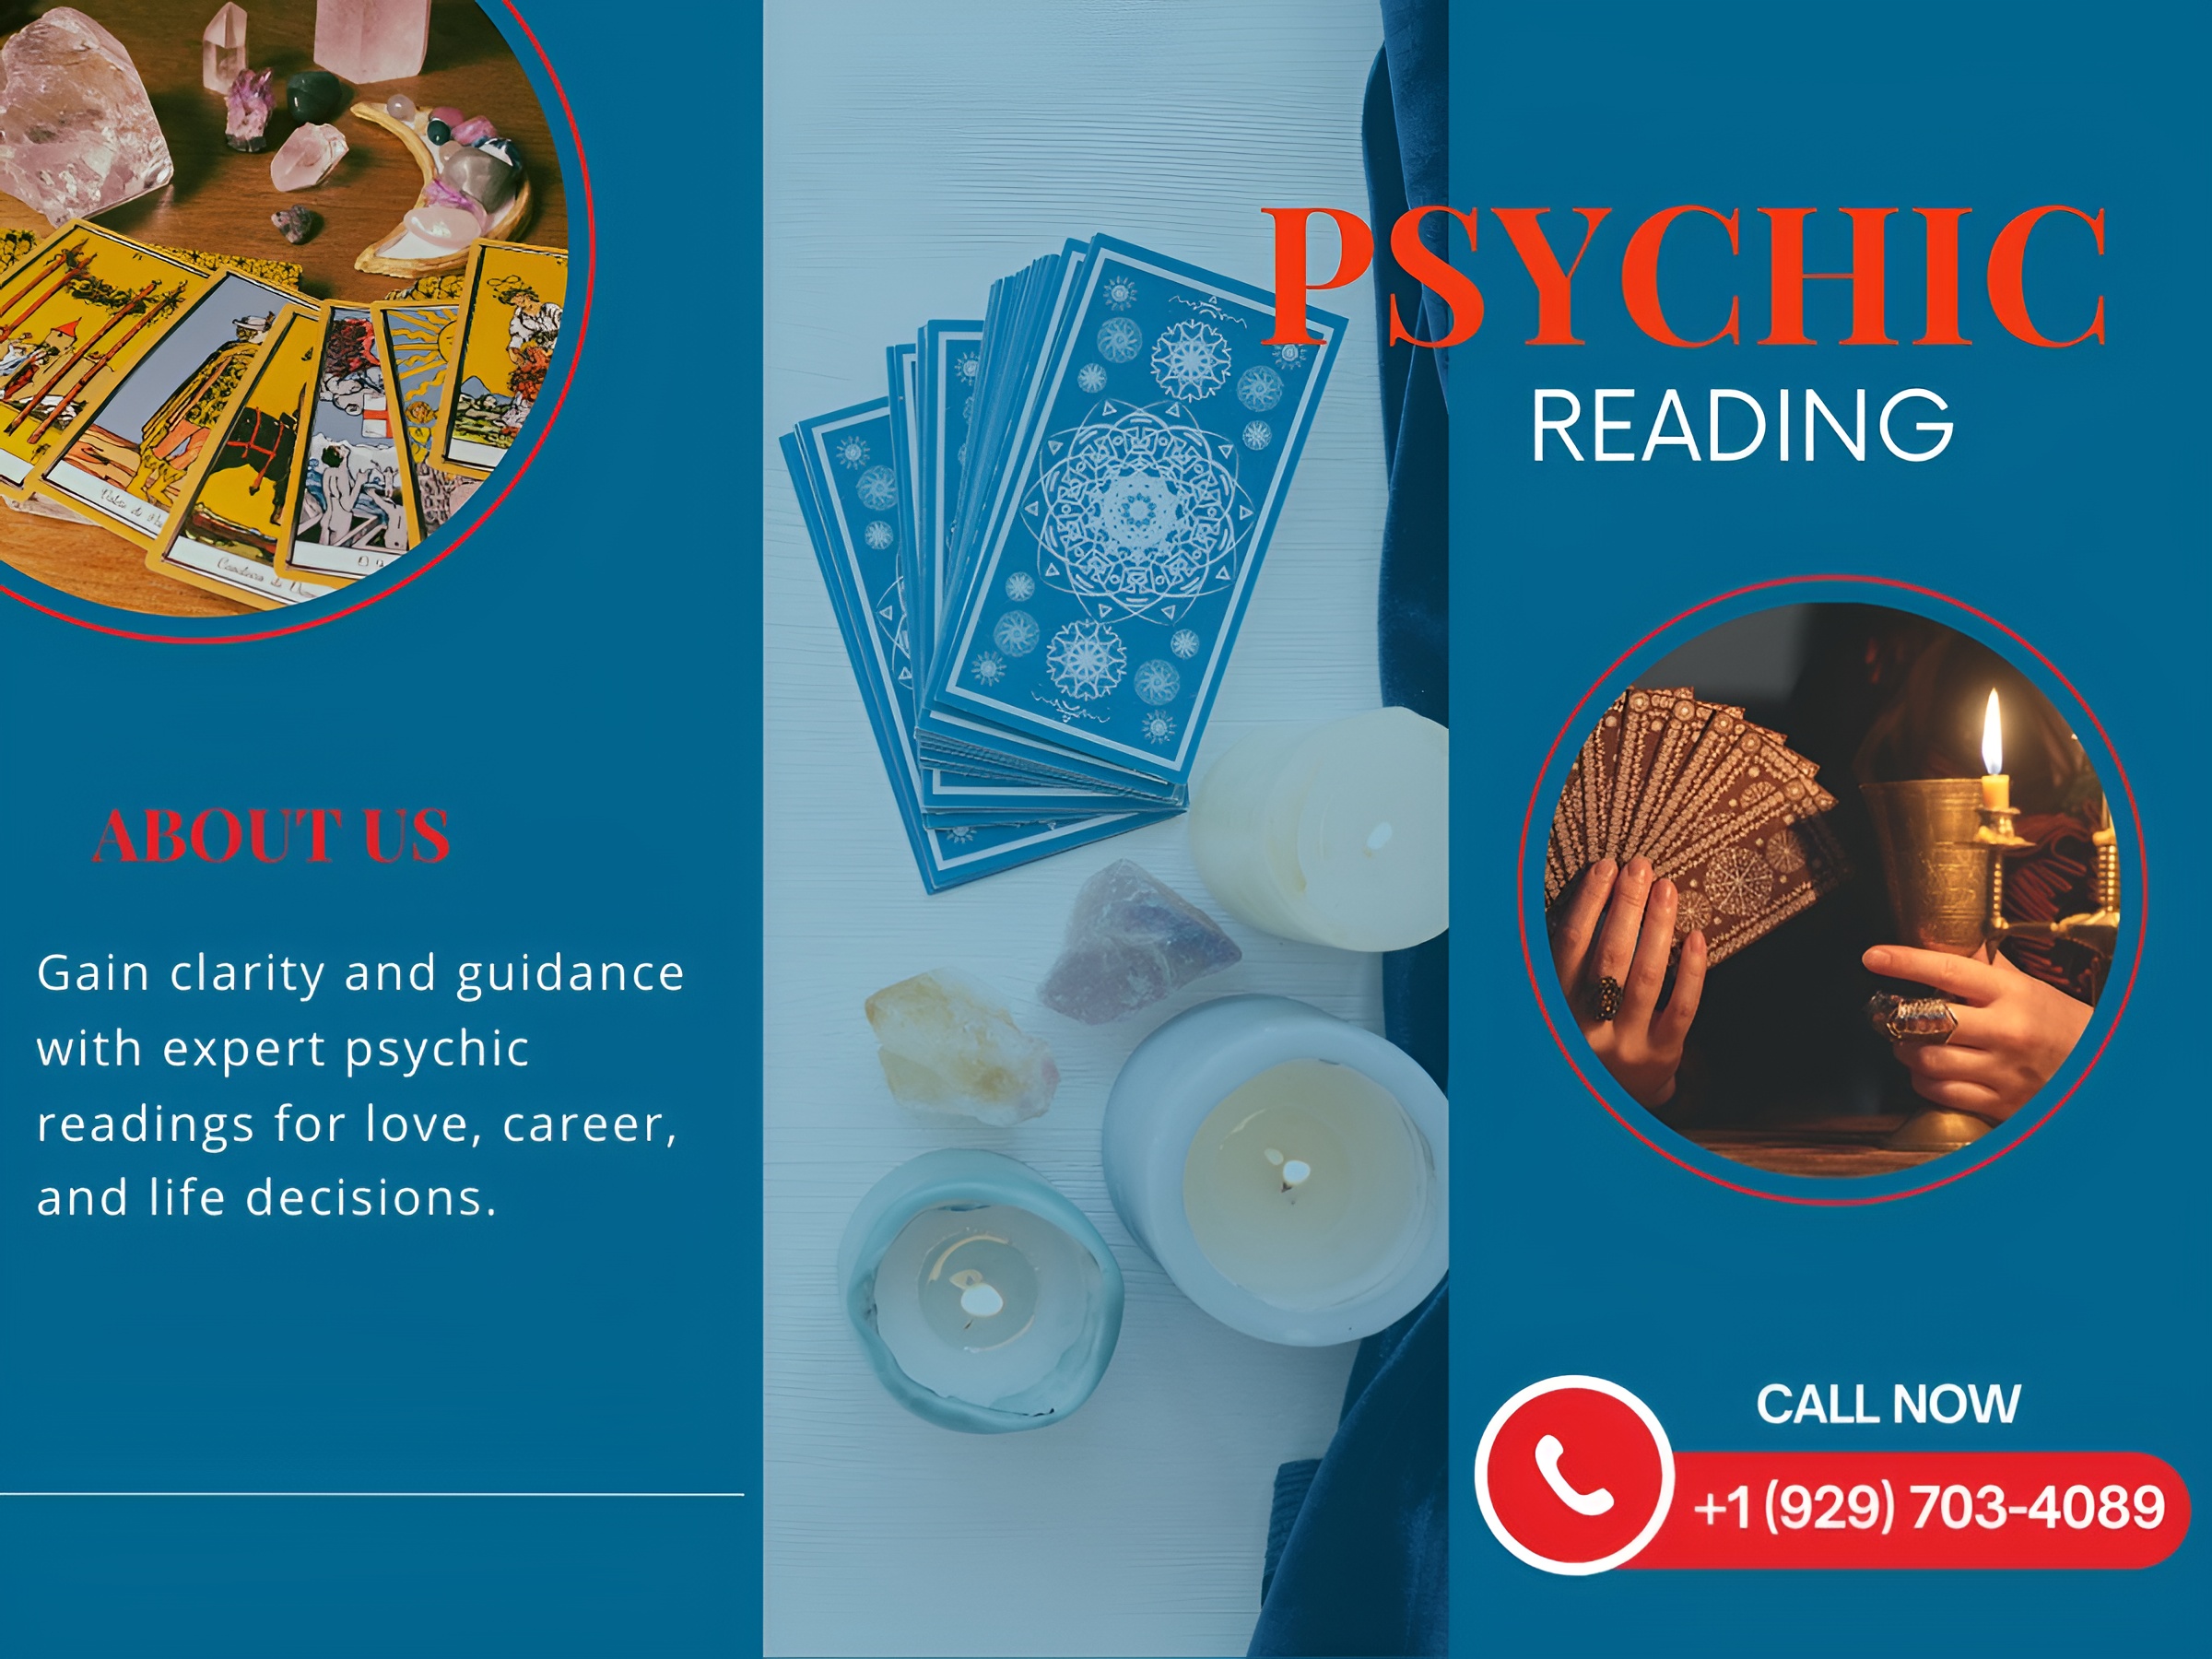 PSYCHIC
READING
ABOUT US
Gain clarity and guidance
with expert psychic
readings for love, career,
and life decisions.
CALL NOW
+1 (929) 703-4089